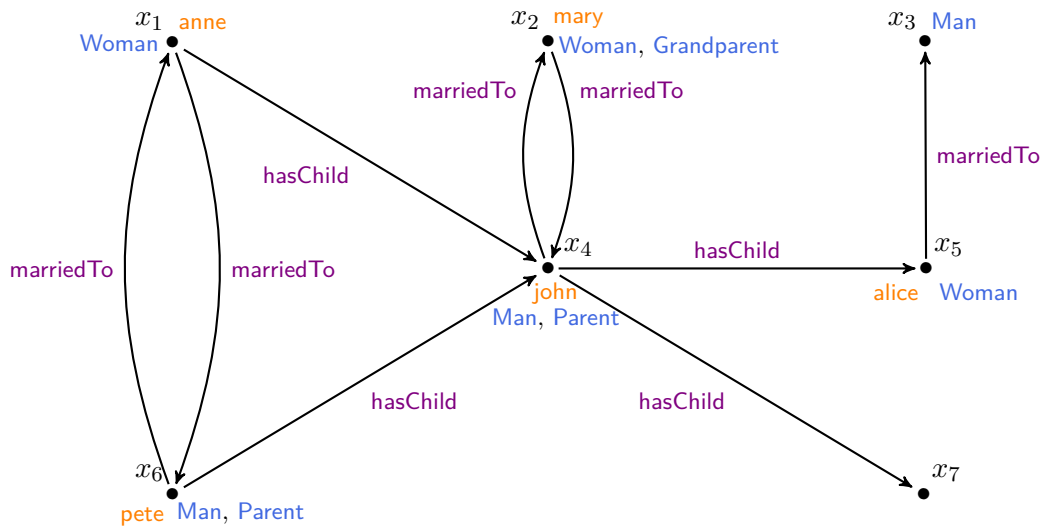 x1 anne
Woman
x2 mary
Woman, Grandparent
x3 Man
marriedTo
marriedTo
marriedTo
hasChild
x4
hasChild
x5
marriedTo
marriedTo
john
Man, Parent
alice Woman
hasChild
hasChild
x6
pete Man, Parent
x7